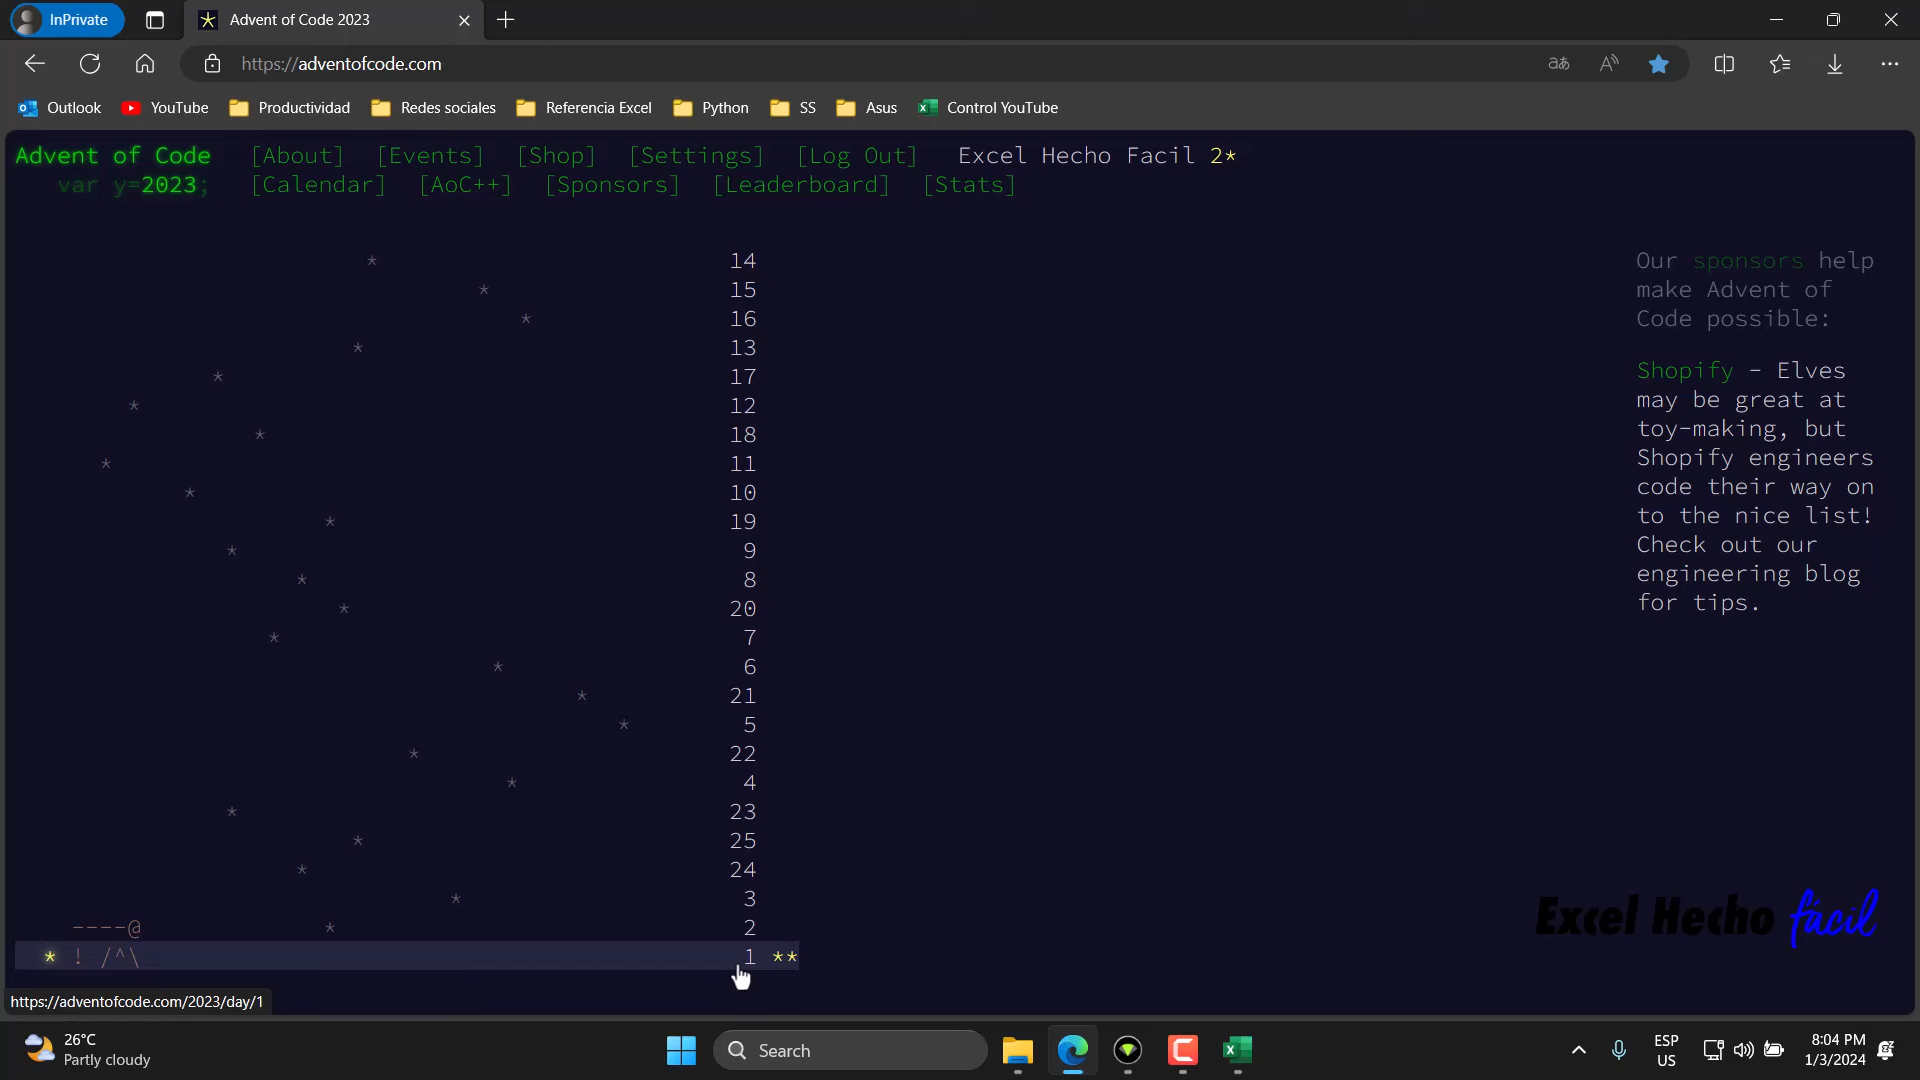 InPrivate
Advent of Code 2023
https://adventofcode.com
Outlook YouTube Productividad Redes sociales Referencia Excel Python SS Asus Control YouTube
Advent of Code [About] [Events] [Shop] [Settings] [Log Out] Excel Hecho Facil 2*
var y=2023; [Calendar] [AoC++] [Sponsors] [Leaderboard] [Stats]
* 14
* 15
* 16
* 13
* 17
* 12
* 18
* 11
* 10
* 19
* 9
* 8
* 20
* 7
* 6
* 21
* 5
* 22
* 4
* 23
* 25
* 24
* 3
----@ * 2
* ! /^\ 1 **
Our sponsors help
make Advent of
Code possible:
Shopify - Elves
may be great at
toy-making, but
Shopify engineers
code their way on
to the nice list!
Check out our
engineering blog
for tips.
Excel Hecho fácil
https://adventofcode.com/2023/day/1
26°C
Partly cloudy
Search
ESP
US
8:04 PM
1/3/2024